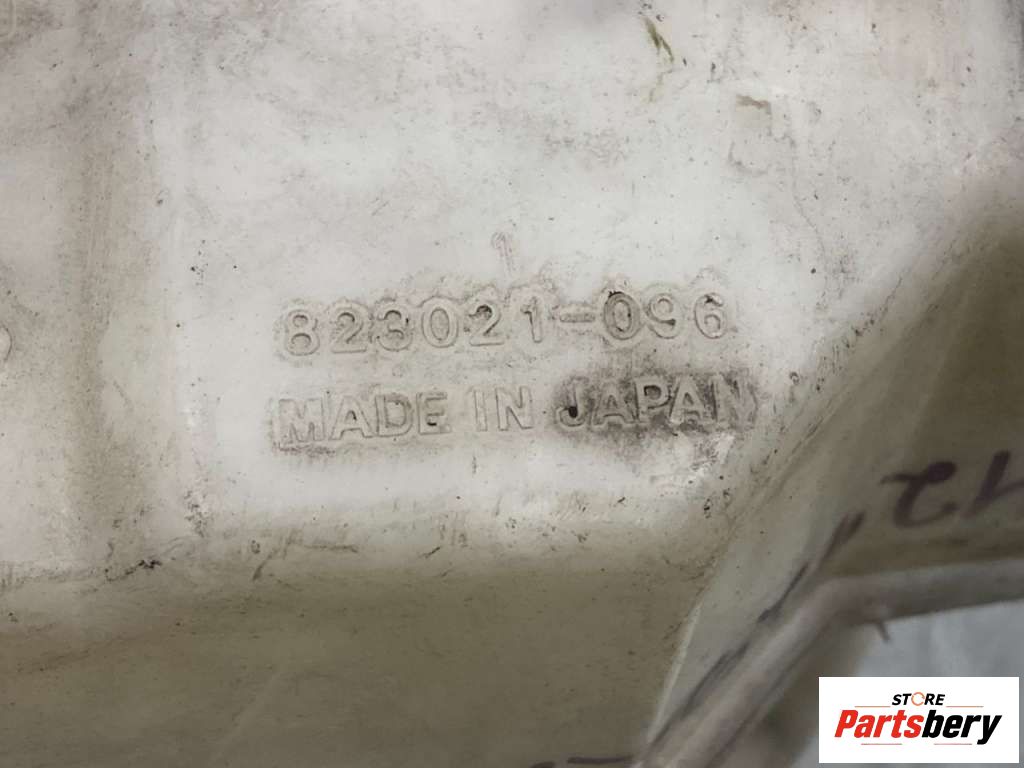 1
823021-096
MADE IN JAPAN
STORE
Partsbery